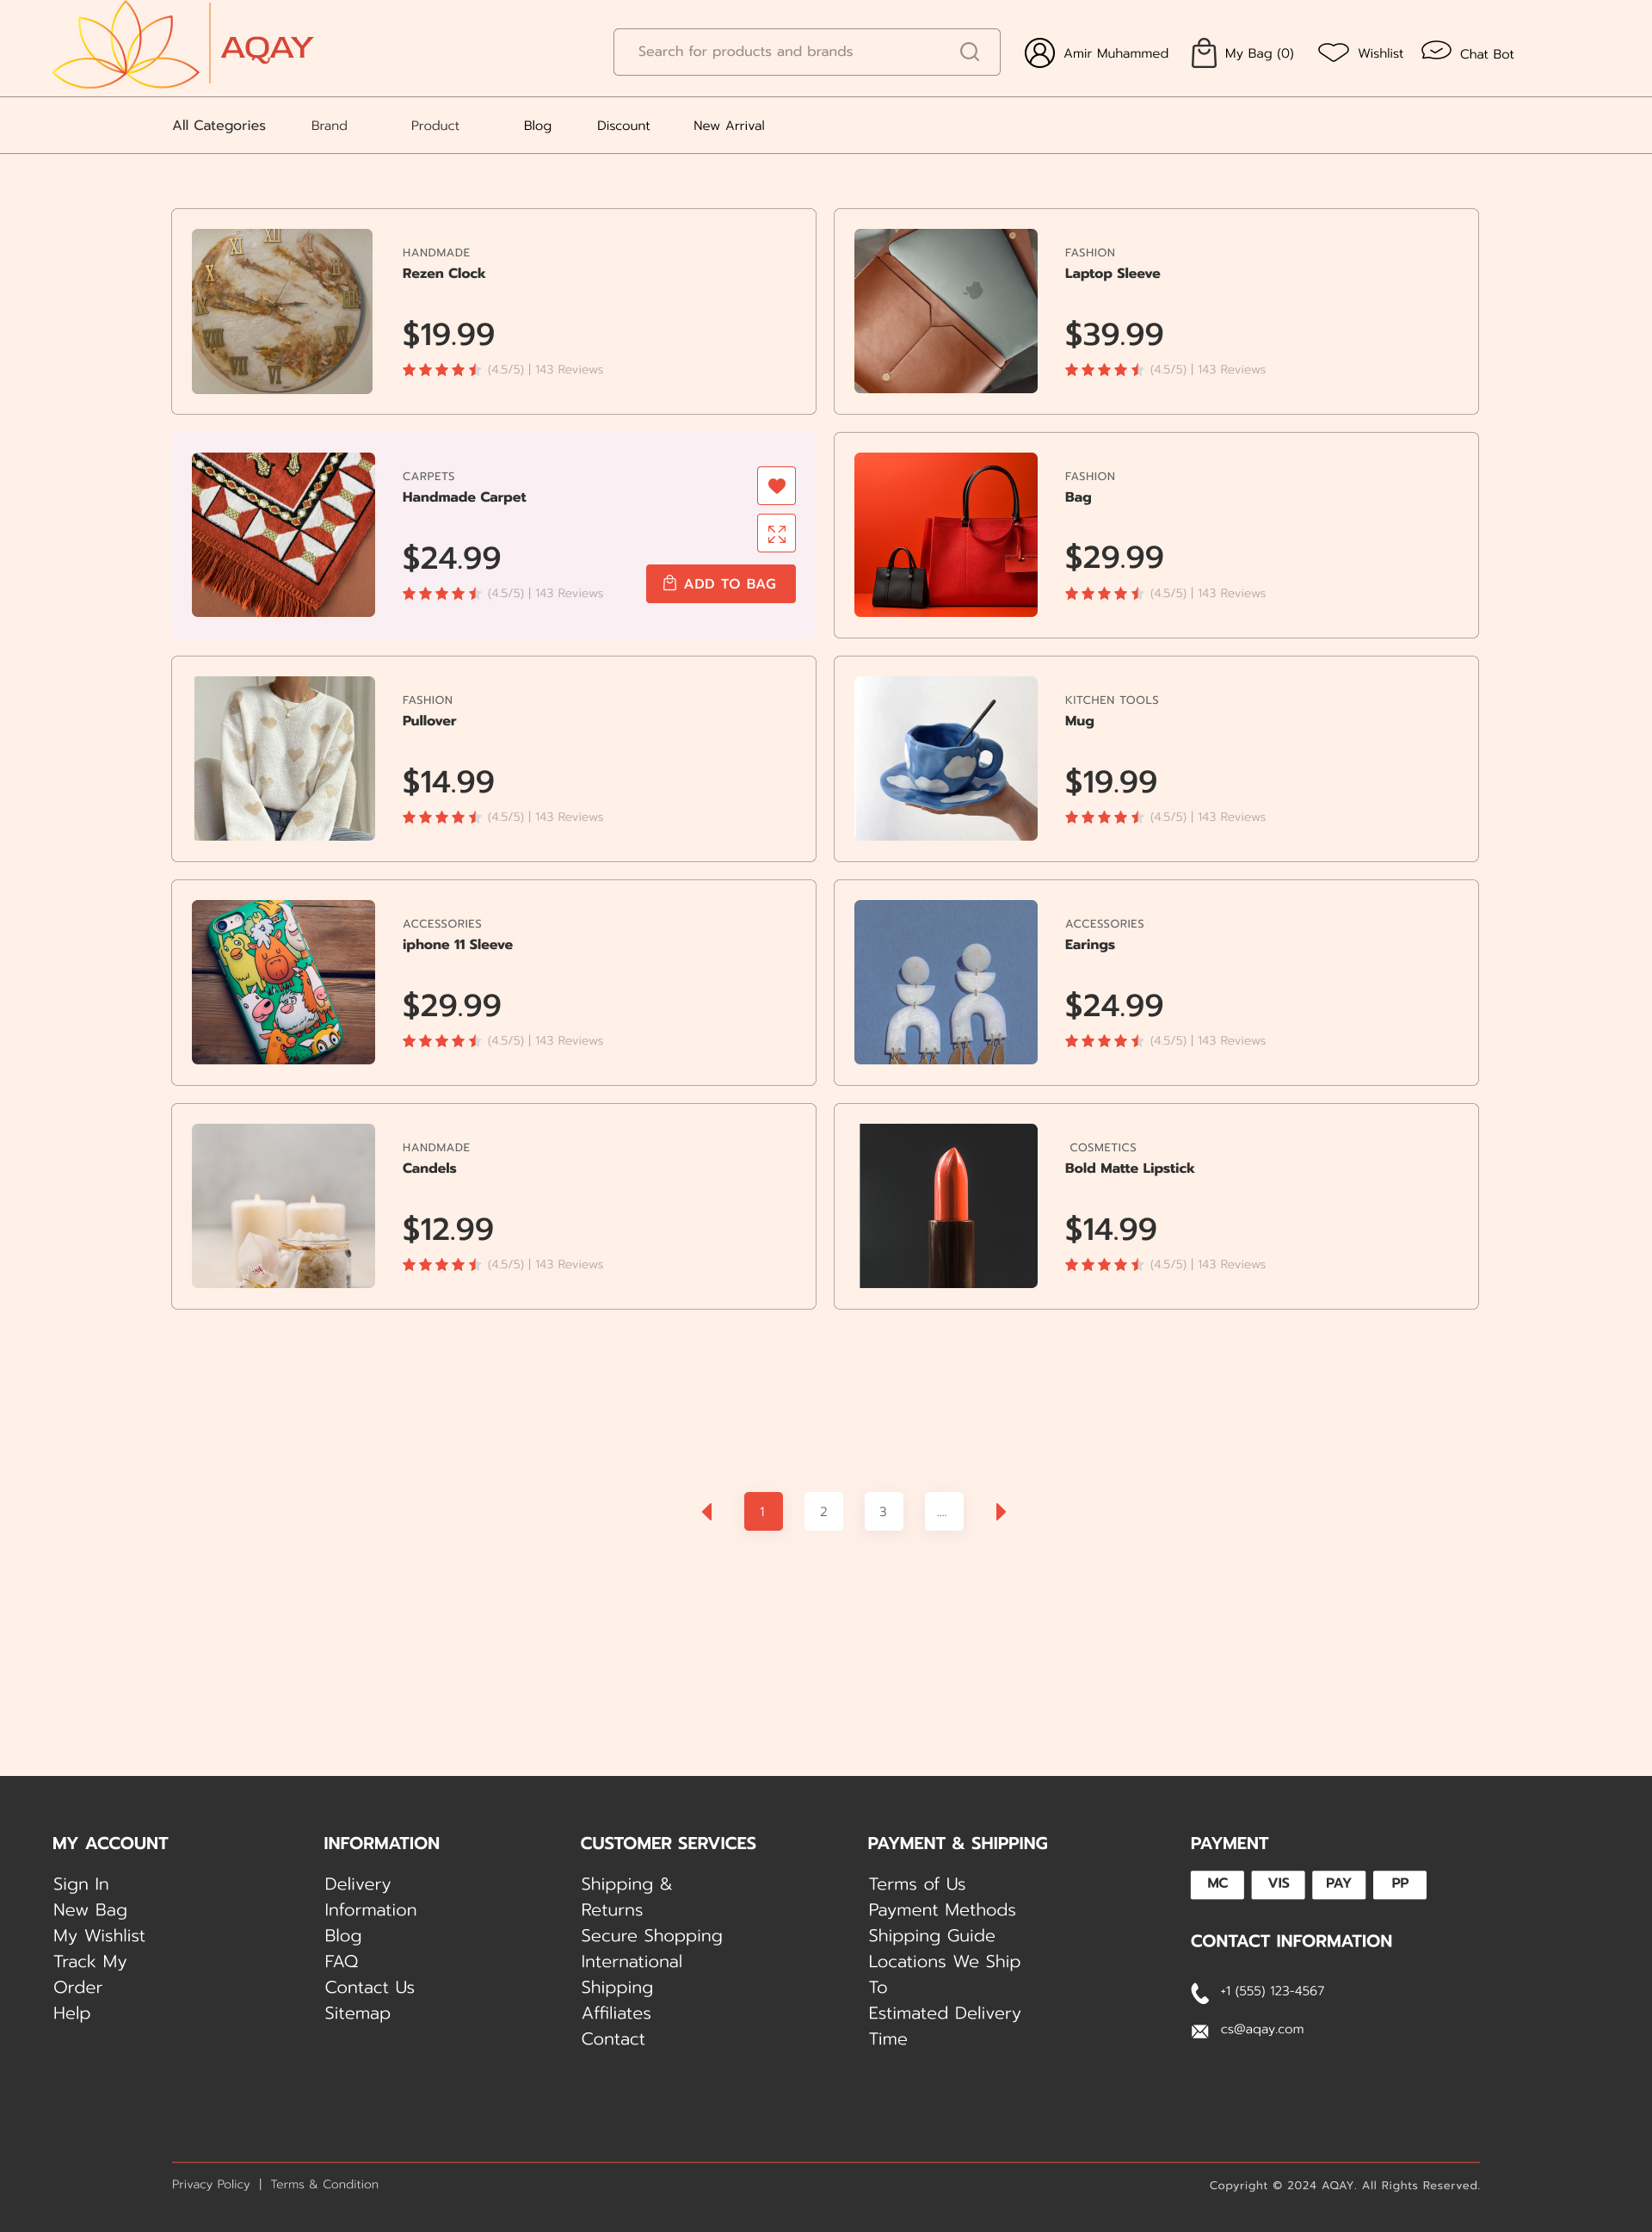 AQAY
Search for products and brands
Amir Muhammed
My Bag (0)
Wishlist
Chat Bot
All Categories
Brand
Product
Blog
Discount
New Arrival
HANDMADE
Rezen Clock
$19.99
(4.5/5) | 143 Reviews
FASHION
Laptop Sleeve
$39.99
(4.5/5) | 143 Reviews
CARPETS
Handmade Carpet
$24.99
(4.5/5) | 143 Reviews
ADD TO BAG
FASHION
Bag
$29.99
(4.5/5) | 143 Reviews
FASHION
Pullover
$14.99
(4.5/5) | 143 Reviews
KITCHEN TOOLS
Mug
$19.99
(4.5/5) | 143 Reviews
ACCESSORIES
iphone 11 Sleeve
$29.99
(4.5/5) | 143 Reviews
ACCESSORIES
Earings
$24.99
(4.5/5) | 143 Reviews
HANDMADE
Candels
$12.99
(4.5/5) | 143 Reviews
COSMETICS
Bold Matte Lipstick
$14.99
(4.5/5) | 143 Reviews
1
2
3
....
MY ACCOUNT
Sign In
New Bag
My Wishlist
Track My
Order
Help
INFORMATION
Delivery
Information
Blog
FAQ
Contact Us
Sitemap
CUSTOMER SERVICES
Shipping &
Returns
Secure Shopping
International
Shipping
Affiliates
Contact
PAYMENT & SHIPPING
Terms of Us
Payment Methods
Shipping Guide
Locations We Ship
To
Estimated Delivery
Time
PAYMENT
MC
VIS
PAY
PP
CONTACT INFORMATION
+1 (555) 123-4567
cs@aqay.com
Privacy Policy | Terms & Condition
Copyright © 2024 AQAY. All Rights Reserved.